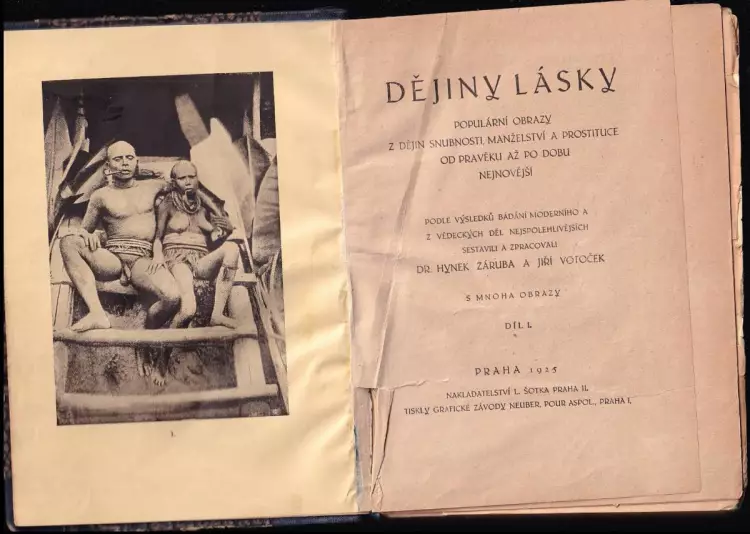 1.
DĚJINY LÁSKY
POPULÁRNÍ OBRAZY
Z DĚJIN SNUBNOSTI, MANŽELSTVÍ A PROSTITUCE
OD PRAVĚKU AŽ PO DOBU
NEJNOVĚJŠÍ
PODLE VÝSLEDKŮ BÁDÁNÍ MODERNÍHO A
Z VĚDECKÝCH DĚL NEJSPOLEHLIVĚJŠÍCH
SESTAVILI A ZPRACOVALI
DR. HYNEK ZÁRUBA A JIŘÍ VOTOČEK
S MNOHA OBRAZY
DÍL I.
PRAHA 1925
NAKLADATELSTVÍ L. ŠOTKA PRAHA II.
TISKLY GRAFICKÉ ZÁVODY NEUBER, POUR A SPOL., PRAHA I.